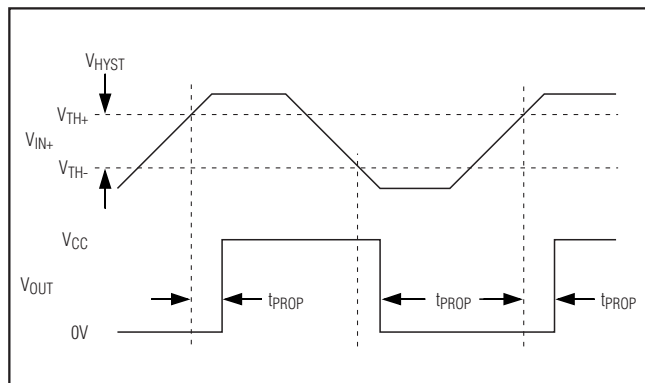 VHYST
VTH+
VIN+
VTH-
VCC
VOUT
tPROP
tPROP
tPROP
0V